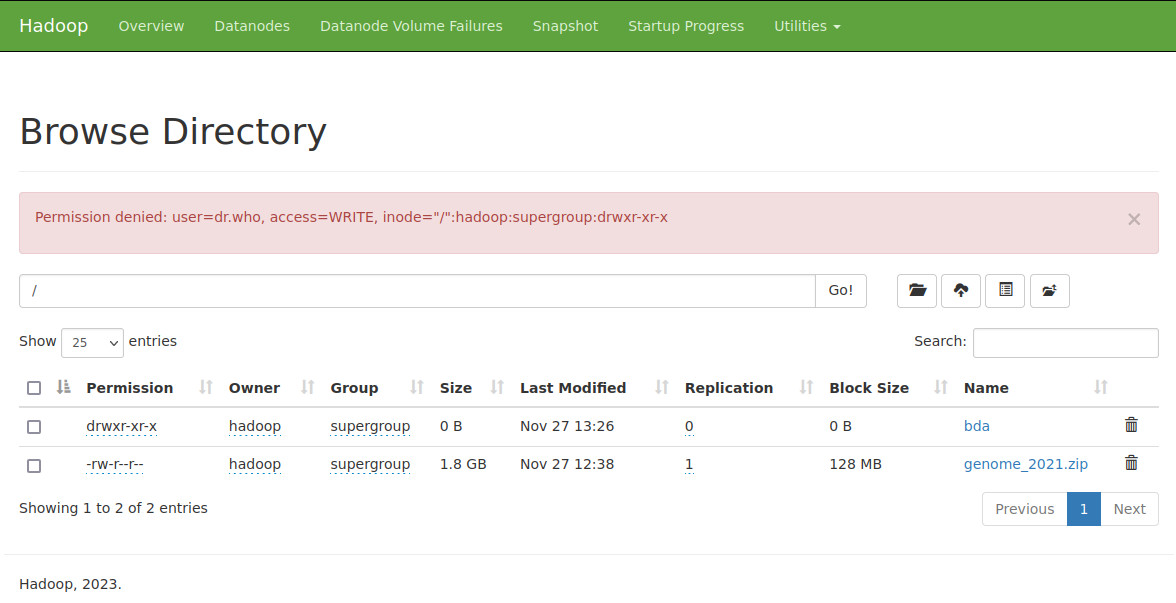 Hadoop Overview Datanodes Datanode Volume Failures Snapshot Startup Progress Utilities
Browse Directory
Permission denied: user=dr.who, access=WRITE, inode="/":hadoop:supergroup:drwxr-xr-x ×
/ Go!
Show 25 entries Search:
Permission Owner Group Size Last Modified Replication Block Size Name
drwxr-xr-x hadoop supergroup 0 B Nov 27 13:26 0 0 B bda
-rw-r--r-- hadoop supergroup 1.8 GB Nov 27 12:38 1 128 MB genome_2021.zip
Showing 1 to 2 of 2 entries Previous 1 Next
Hadoop, 2023.